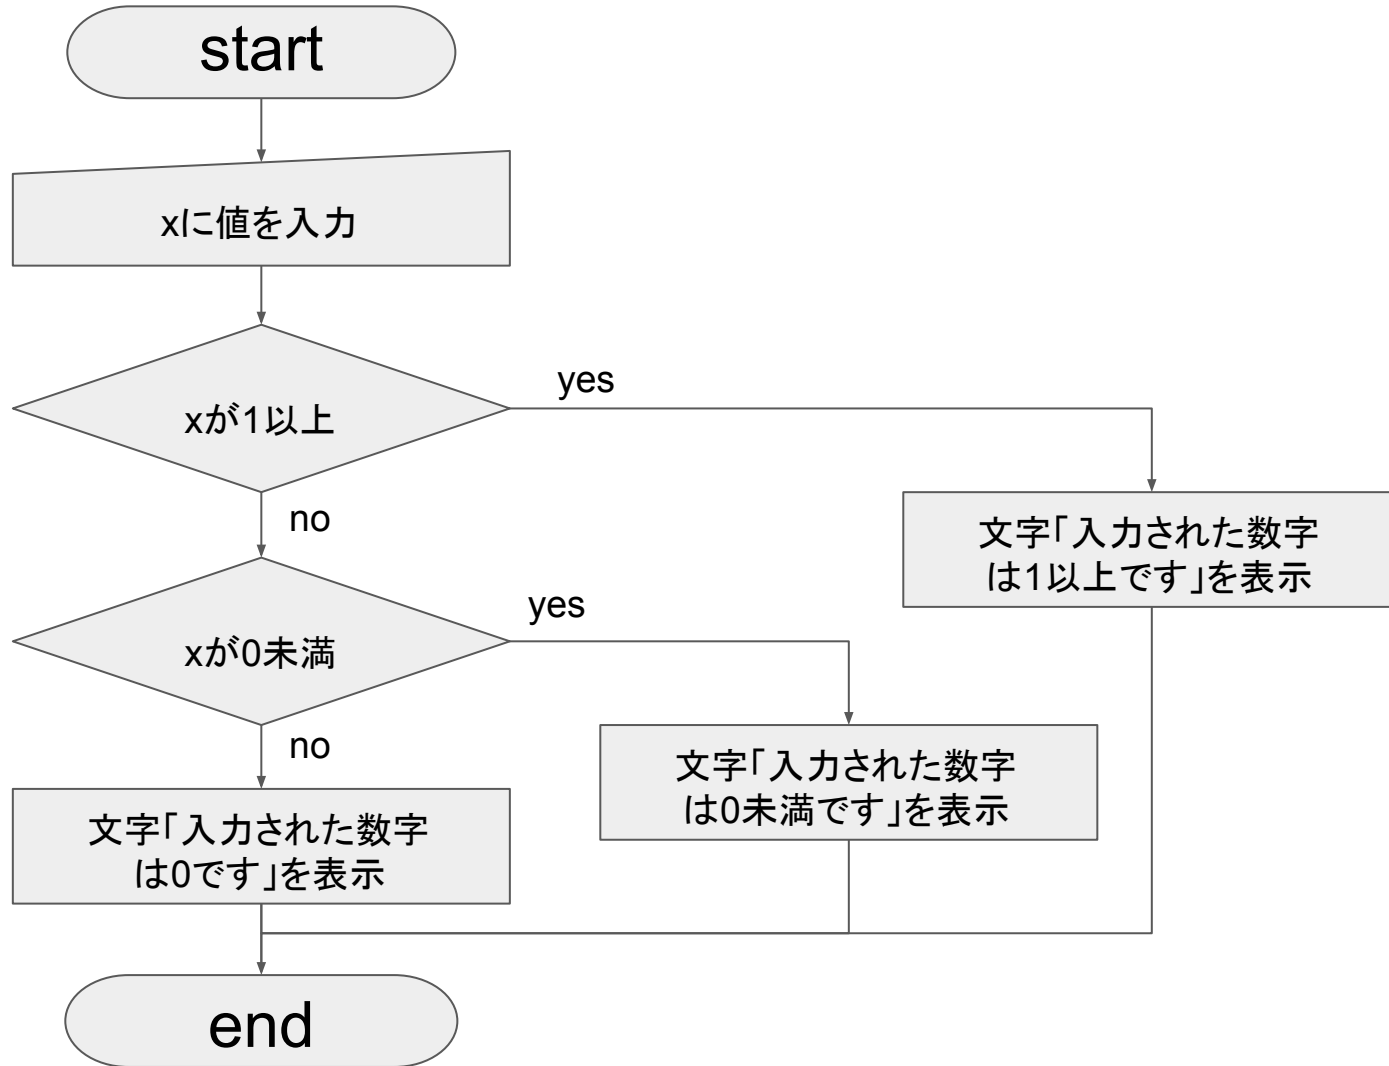 start
xに値を入力
xが1以上
yes
no
文字「入力された数字
は1以上です」を表示
xが0未満
yes
no
文字「入力された数字
は0未満です」を表示
文字「入力された数字
は0です」を表示
end